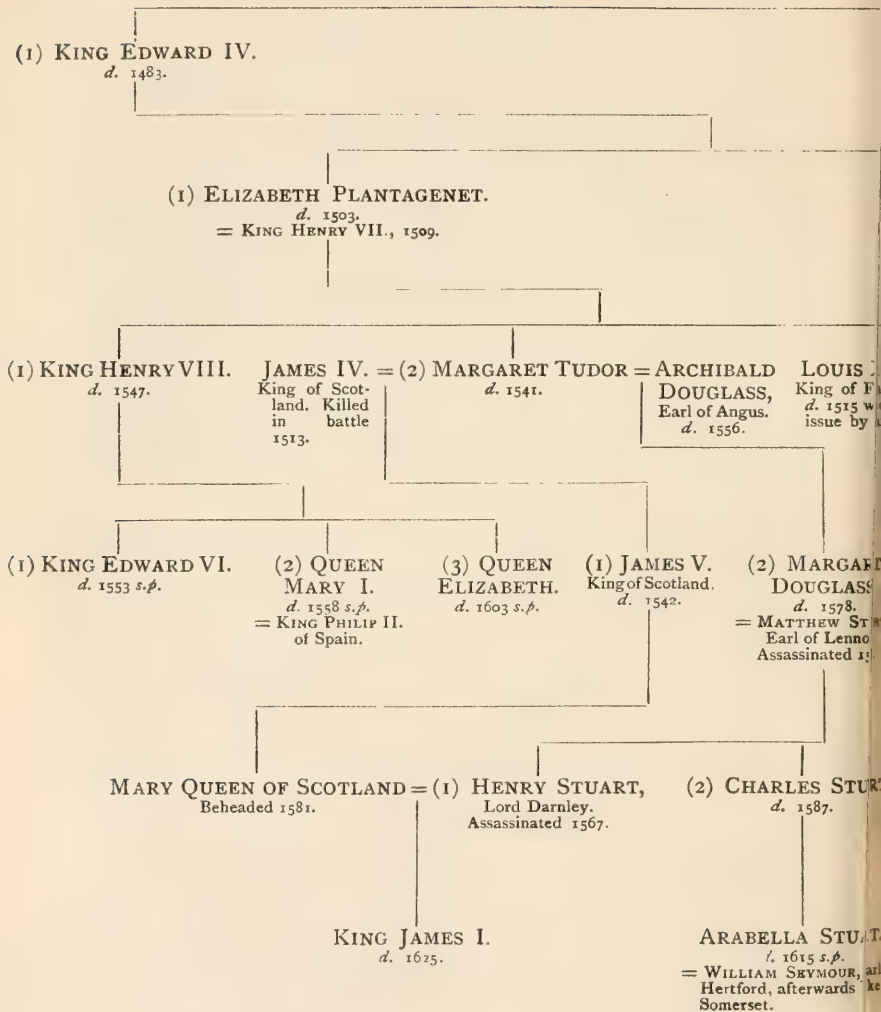 (1) KING EDWARD IV.
d. 1483.
(1) ELIZABETH PLANTAGENET.
d. 1503.
= KING HENRY VII., 1509.
(1) KING HENRY VIII.
d. 1547.
JAMES IV. = (2) MARGARET TUDOR = ARCHIBALD
King of Scot-
land. Killed
in battle
1513.
d. 1541.
DOUGLASS,
Earl of Angus.
d. 1556.
LOUIS
King of
d. 1515
issue by
(1) KING EDWARD VI.
d. 1553 s.p.
(2) QUEEN
MARY I.
d. 1558 s.p.
= KING PHILIP II.
of Spain.
(3) QUEEN
ELIZABETH.
d. 1603 s.p.
(1) JAMES V.
King of Scotland.
d. 1542.
(2)
DOUGLASS
d. 1578.
= MATTHEW
Earl of
Assassinated
MARY QUEEN OF SCOTLAND = (1) HENRY STUART,
Beheaded 1581.
Lord Darnley.
Assassinated 1567.
(2) CHARLES
d. 1587.
KING JAMES I.
d. 1625.
ARABELLA
1615 s.p.
= WILLIAM SEYMOUR,
Hertford, afterwards
Somerset.